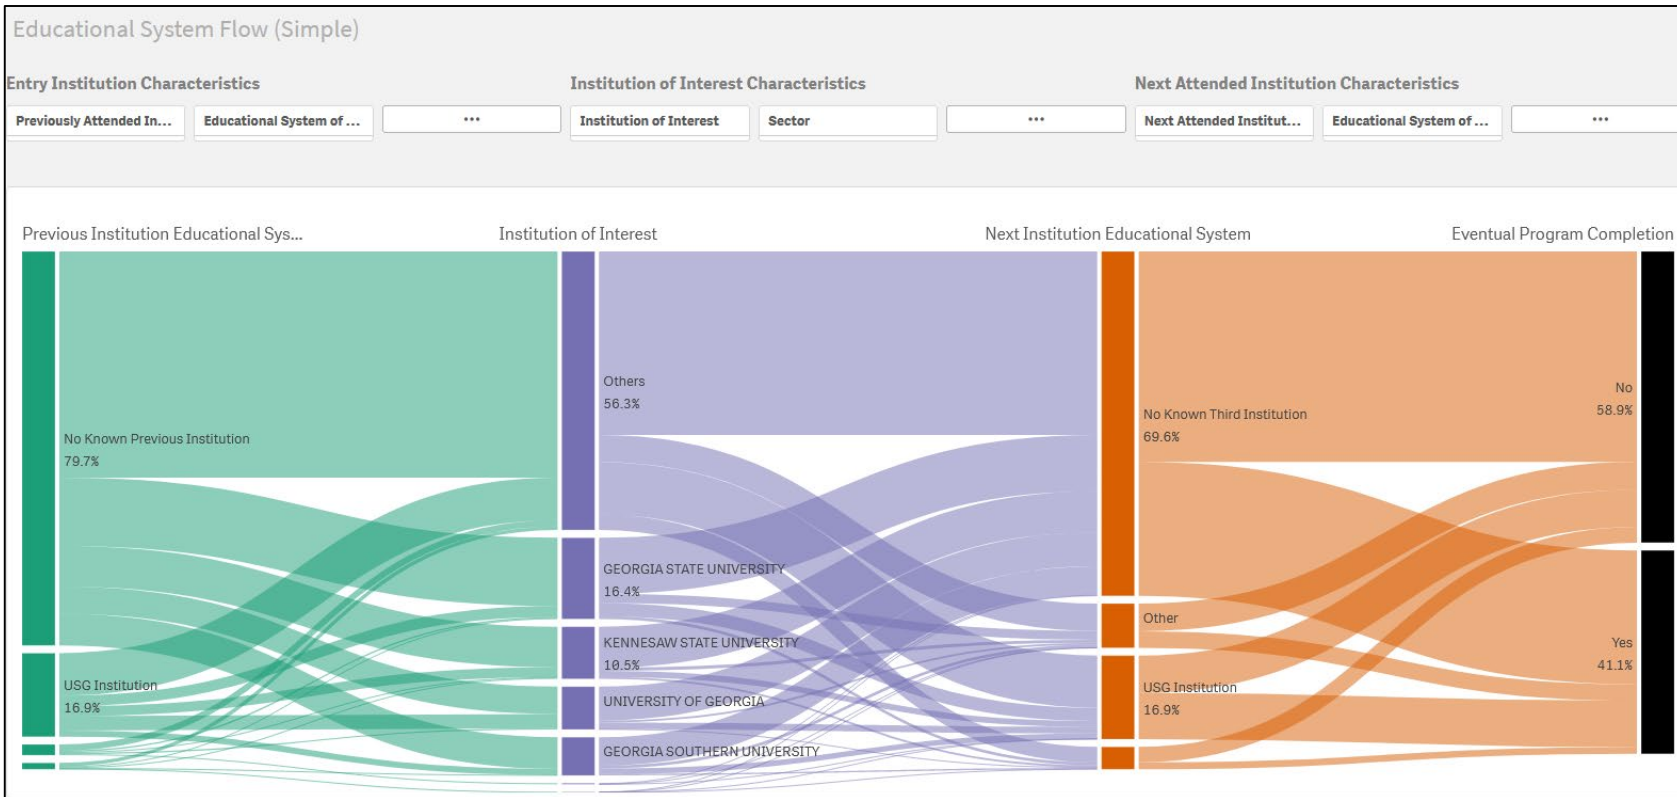 Educational System Flow (Simple)
Entry Institution Characteristics
Institution of Interest Characteristics
Next Attended Institution Characteristics
Previously Attended In...
Educational System of ...
...
Institution of Interest
Sector
...
Next Attended Institut...
Educational System of ...
...
Previous Institution Educational Sys...
Institution of Interest
Next Institution Educational System
Eventual Program Completion
No Known Previous Institution
79.7%
USG Institution
16.9%
Others
56.3%
GEORGIA STATE UNIVERSITY
16.4%
KENNESAW STATE UNIVERSITY
10.5%
UNIVERSITY OF GEORGIA
GEORGIA SOUTHERN UNIVERSITY
No Known Third Institution
69.6%
Other
USG Institution
16.9%
No
58.9%
Yes
41.1%